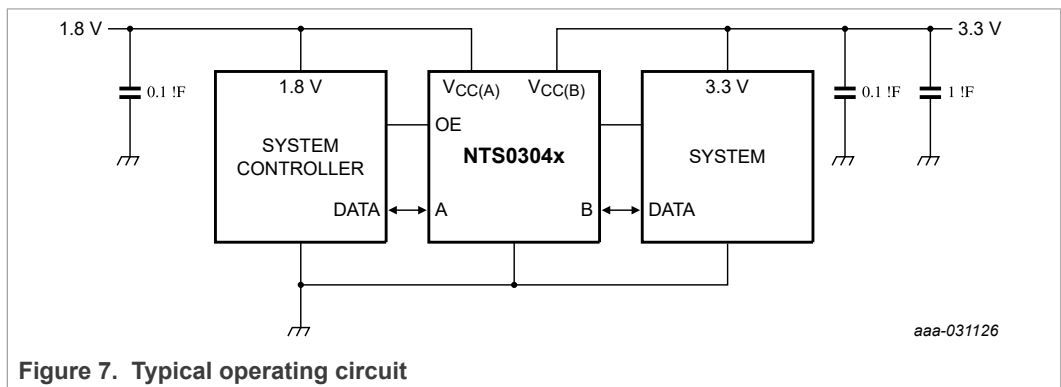 1.8 V
3.3 V
0.1 !F
1.8 V
SYSTEM
CONTROLLER
DATA
VCC(A)
VCC(B)
OE
NTS0304x
A
B
3.3 V
SYSTEM
DATA
0.1 !F
1 !F
aaa-031126
Figure 7. Typical operating circuit